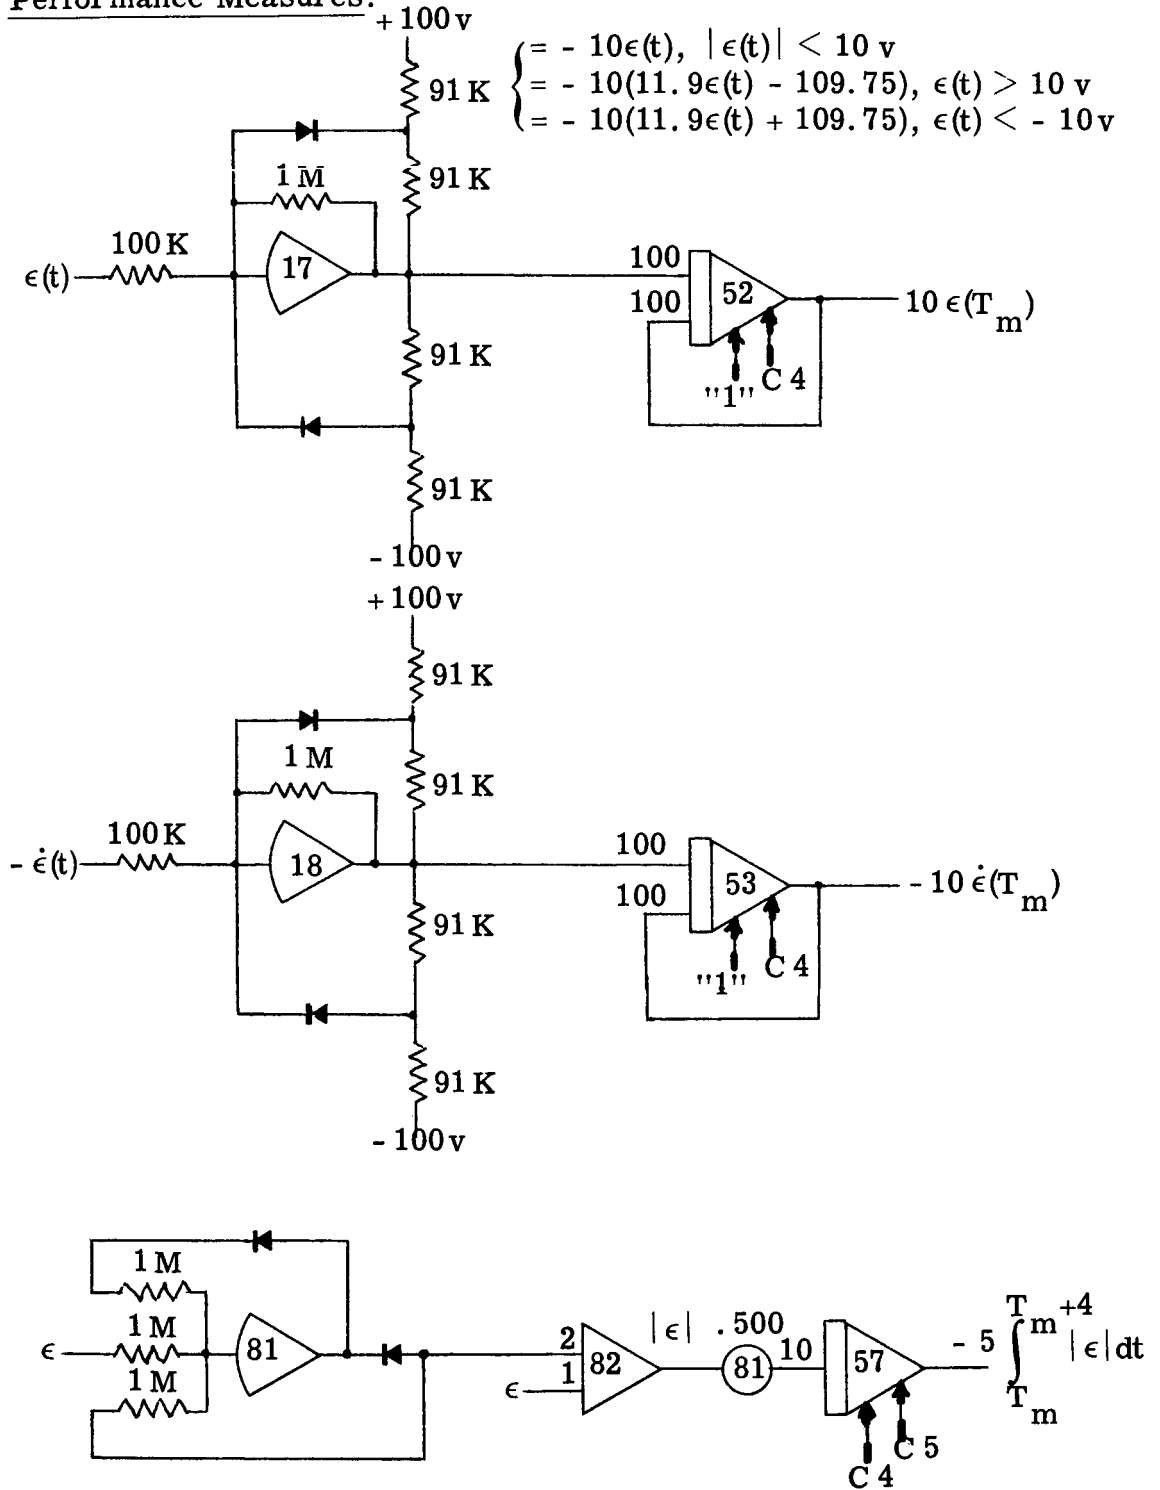 Performance Measures:
+ 100 v
= - 10ϵ(t), |ϵ(t)| < 10 v
= - 10(11.9ϵ(t) - 109.75), ϵ(t) > 10 v
= - 10(11.9ϵ(t) + 109.75), ϵ(t) < - 10 v
91 K
1 M
91 K
100 K
ϵ(t)
17
100
100
52
10 ϵ(T_m)
"1"
C 4
91 K
91 K
- 100 v
+ 100 v
91 K
1 M
91 K
100 K
- ϵ̇(t)
18
100
100
53
- 10 ϵ̇(T_m)
"1"
C 4
91 K
91 K
- 100 v
1 M
1 M
ϵ
81
1 M
2
1
ϵ
82
|ϵ|
.500
81
10
57
- 5 ∫_{T_m}^{T_m+4} |ϵ| dt
C 5
C 4